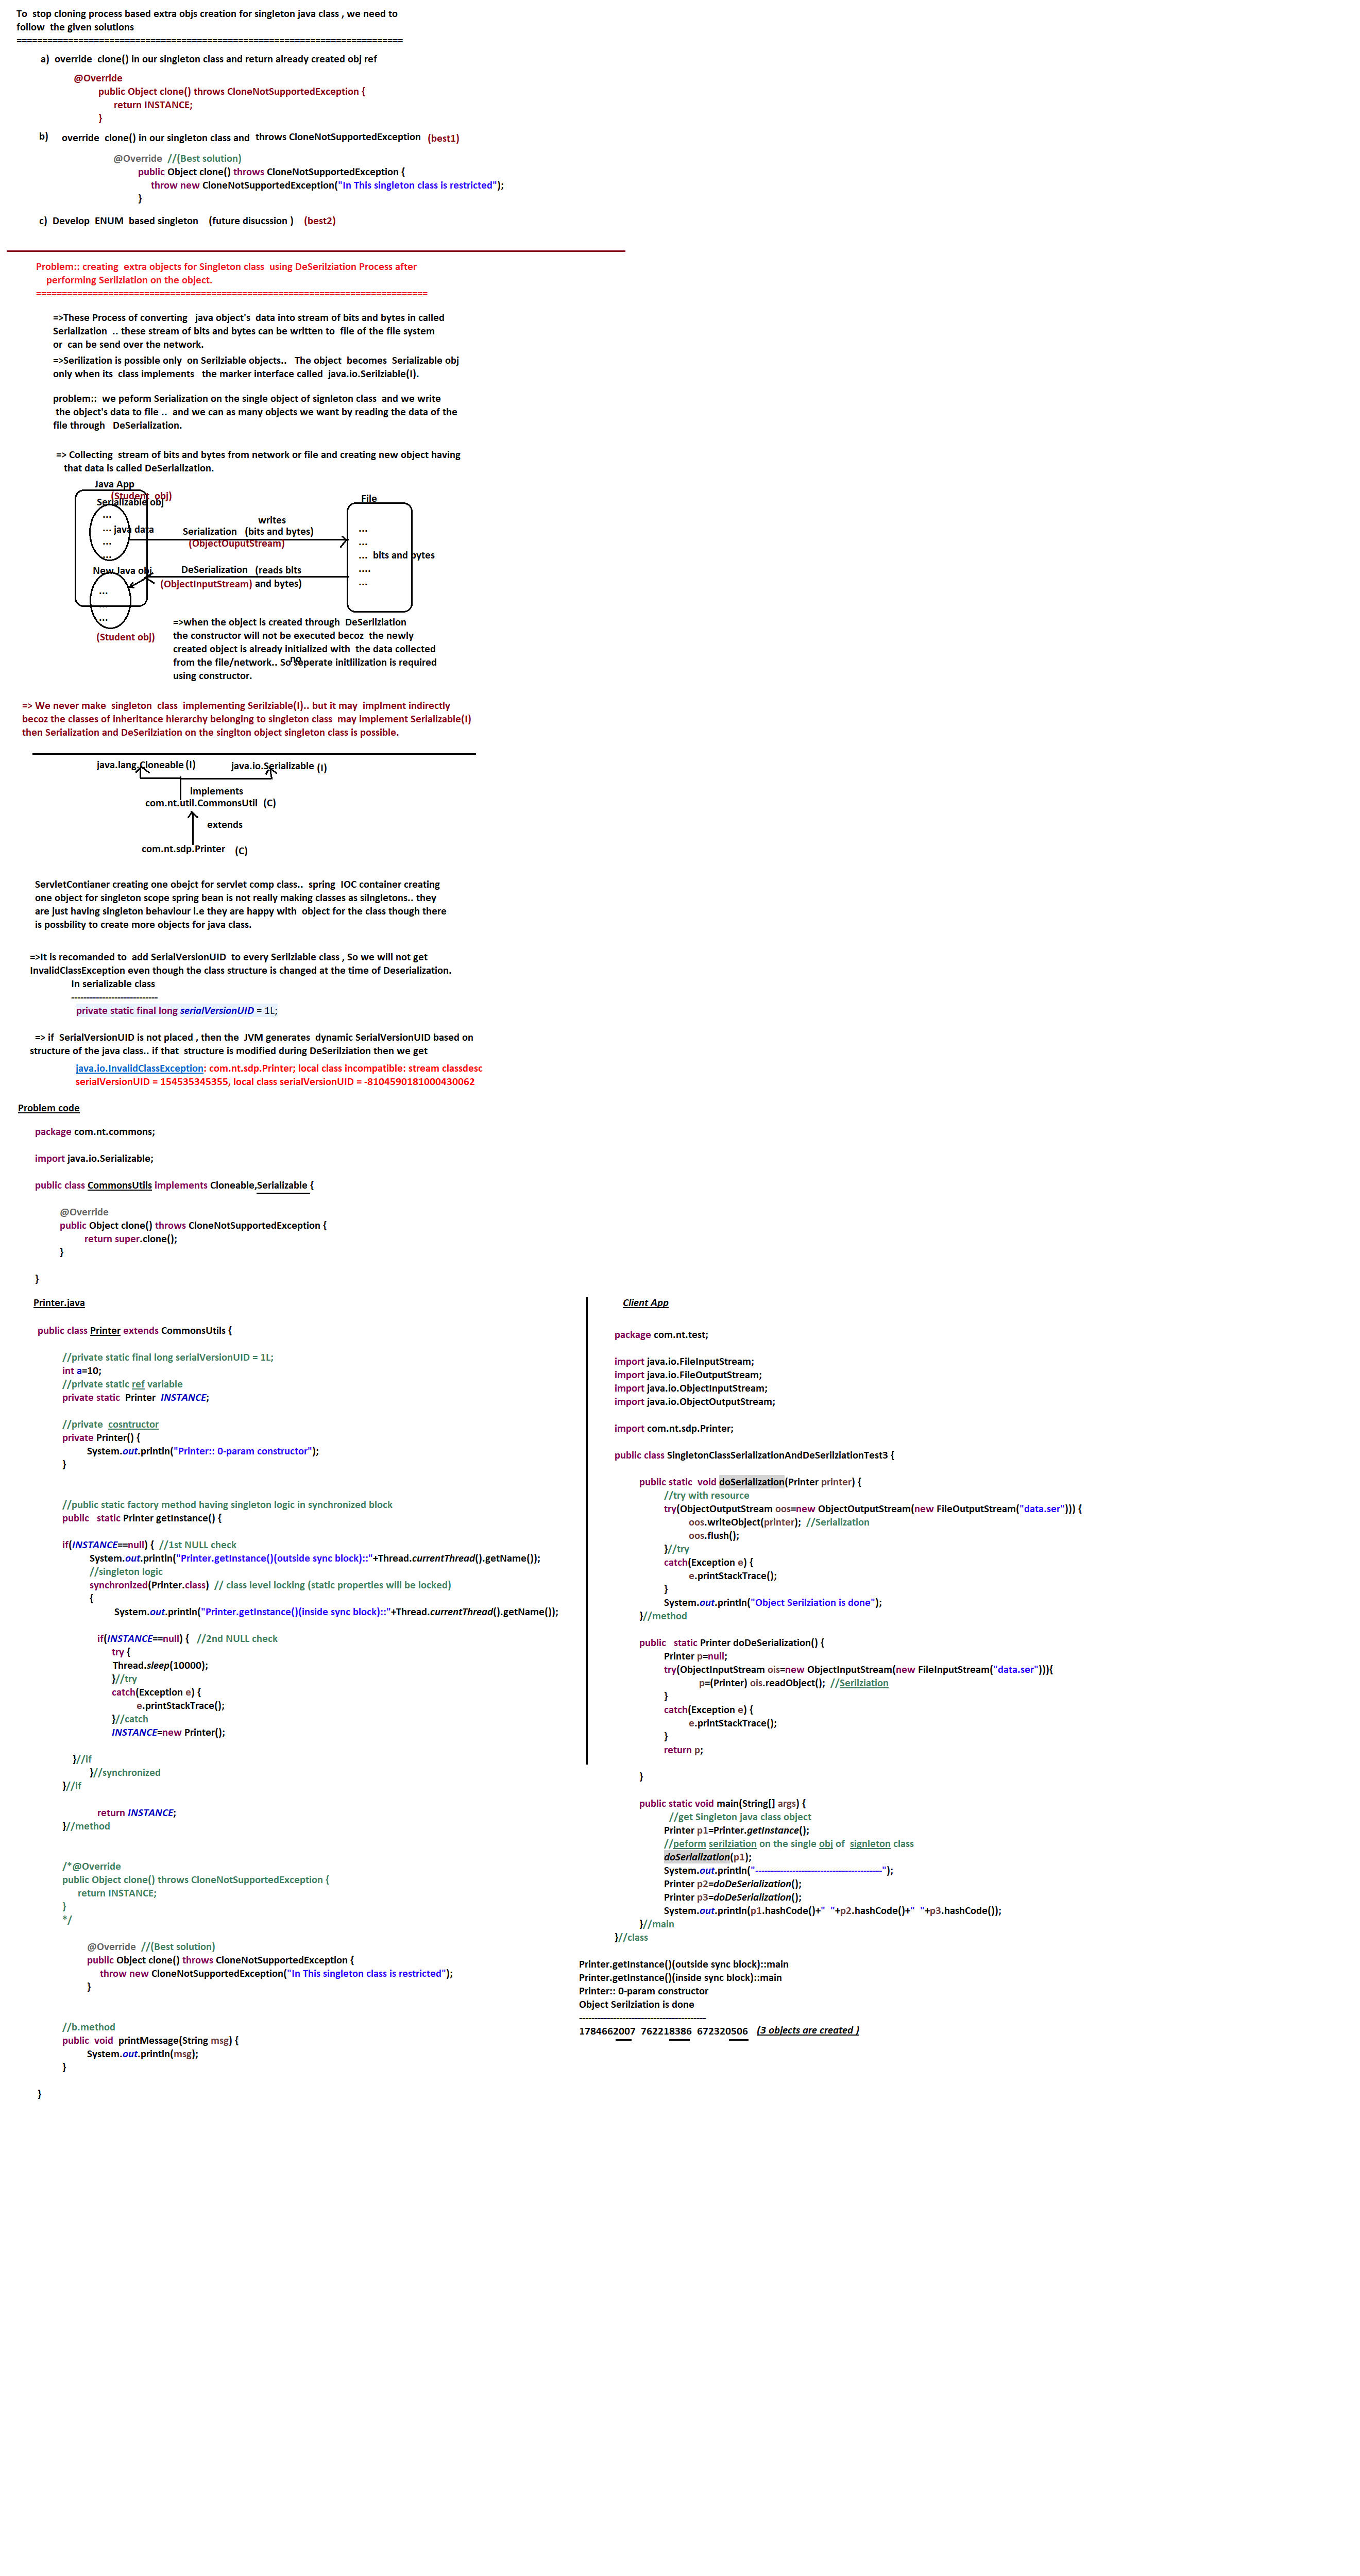 To  stop cloning process based extra objs creation for singleton java class , we need to
follow  the given solutions
===========================================================================
a)  override  clone() in our singleton class and return already created obj ref
@Override
public Object clone() throws CloneNotSupportedException {
return INSTANCE;
}
b)     override  clone() in our singleton class and  throws CloneNotSupportedException   (best1)
@Override  //(Best solution)
public Object clone() throws CloneNotSupportedException {
throw new CloneNotSupportedException("In This singleton class is restricted");
}
c)  Develop  ENUM  based singleton    (future disucssion )    (best2)
Problem:: creating  extra objects for Singleton class  using DeSerilziation Process after
performing Serilziation on the object.
============================================================================
=>These Process of converting   java object's  data into stream of bits and bytes in called
Serialization  .. these stream of bits and bytes can be written to  file of the file system
or  can be send over the network.
=>Serilization is possible only  on Serilziable objects..   The object  becomes  Serializable obj
only when its  class implements   the marker interface called  java.io.Serilziable(I).
problem::  we peform Serialization on the single object of signleton class  and we write
the object's data to file ..  and we can as many objects we want by reading the data of the
file through   DeSerialization.
=> Collecting  stream of bits and bytes from network or file and creating new object having
that data is called DeSerialization.
Java App
(Student  obj)
Serializable obj
File
...
... java data
...
...
writes
Serialization   (bits and bytes)
(ObjectOuputStream)
...
...
...  bits and bytes
....
...
New Java obj
DeSerialization   (reads bits
(ObjectInputStream) and bytes)
...
...
...
(Student obj)
=>when the object is created through  DeSerilziation
the constructor will not be executed becoz  the newly
created object is already initialized with  the data collected
no
from the file/network.. So seperate initlilization is required
using constructor.
=> We never make  singleton  class  implementing Serilziable(I).. but it may  implment indirectly
becoz the classes of inheritance hierarchy belonging to singleton class  may implement Serializable(I)
then Serialization and DeSerilziation on the singlton object singleton class is possible.
java.lang.Cloneable (I)             java.io.Serializable (I)
implements
com.nt.util.CommonsUtil  (C)
extends
com.nt.sdp.Printer    (C)
ServletContianer creating one obejct for servlet comp class..  spring  IOC container creating
one object for singleton scope spring bean is not really making classes as silngletons.. they
are just having singleton behaviour i.e they are happy with  object for the class though there
is possbility to create more objects for java class.
=>It is recomanded to  add SerialVersionUID  to every Serilziable class , So we will not get
InvalidClassException even though the class structure is changed at the time of Deserialization.
In serializable class
----------------------------
private static final long serialVersionUID = 1L;
=> if  SerialVersionUID is not placed , then the  JVM generates  dynamic SerialVersionUID based on
structure of the java class.. if that  structure is modified during DeSerilziation then we get
java.io.InvalidClassException: com.nt.sdp.Printer; local class incompatible: stream classdesc
serialVersionUID = 154535345355, local class serialVersionUID = -8104590181000430062
Problem code
package com.nt.commons;
import java.io.Serializable;
public class CommonsUtils implements Cloneable,Serializable {
@Override
public Object clone() throws CloneNotSupportedException {
return super.clone();
}
}
Printer.java
public class Printer extends CommonsUtils {
//private static final long serialVersionUID = 1L;
int a=10;
//private static ref variable
private static  Printer  INSTANCE;
//private  cosntructor
private Printer() {
System.out.println("Printer:: 0-param constructor");
}
//public static factory method having singleton logic in synchronized block
public   static Printer getInstance() {
if(INSTANCE==null) {  //1st NULL check
System.out.println("Printer.getInstance()(outside sync block)::"+Thread.currentThread().getName());
//singleton logic
synchronized(Printer.class)  // class level locking (static properties will be locked)
{
System.out.println("Printer.getInstance()(inside sync block)::"+Thread.currentThread().getName());
if(INSTANCE==null) {   //2nd NULL check
try {
Thread.sleep(10000);
}//try
catch(Exception e) {
e.printStackTrace();
}//catch
INSTANCE=new Printer();
}//if
}//synchronized
}//if
return INSTANCE;
}//method
/*@Override
public Object clone() throws CloneNotSupportedException {
return INSTANCE;
}
*/
@Override  //(Best solution)
public Object clone() throws CloneNotSupportedException {
throw new CloneNotSupportedException("In This singleton class is restricted");
}
//b.method
public  void  printMessage(String msg) {
System.out.println(msg);
}
}
Client App
package com.nt.test;
import java.io.FileInputStream;
import java.io.FileOutputStream;
import java.io.ObjectInputStream;
import java.io.ObjectOutputStream;
import com.nt.sdp.Printer;
public class SingletonClassSerializationAndDeSerilziationTest3 {
public static  void doSerialization(Printer printer) {
//try with resource
try(ObjectOutputStream oos=new ObjectOutputStream(new FileOutputStream("data.ser"))) {
oos.writeObject(printer);  //Serialization
oos.flush();
}//try
catch(Exception e) {
e.printStackTrace();
}
System.out.println("Object Serilziation is done");
}//method
public   static Printer doDeSerialization() {
Printer p=null;
try(ObjectInputStream ois=new ObjectInputStream(new FileInputStream("data.ser"))){
p=(Printer) ois.readObject();  //Serilziation
}
catch(Exception e) {
e.printStackTrace();
}
return p;
}
public static void main(String[] args) {
//get Singleton java class object
Printer p1=Printer.getInstance();
//peform serilziation on the single obj of  signleton class
doSerialization(p1);
System.out.println("-----------------------------------------");
Printer p2=doDeSerialization();
Printer p3=doDeSerialization();
System.out.println(p1.hashCode()+"  "+p2.hashCode()+"  "+p3.hashCode());
}//main
}//class
Printer.getInstance()(outside sync block)::main
Printer.getInstance()(inside sync block)::main
Printer:: 0-param constructor
Object Serilziation is done
-----------------------------------------
1784662007  762218386  672320506   (3 objects are created )